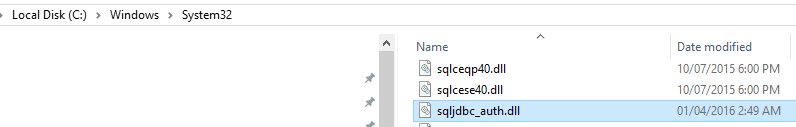 Local Disk (C:) > Windows > System32
Name Date modified
sqlceqp40.dll 10/07/2015 6:00 PM
sqlcese40.dll 10/07/2015 6:00 PM
sqljdbc_auth.dll 01/04/2016 2:49 AM